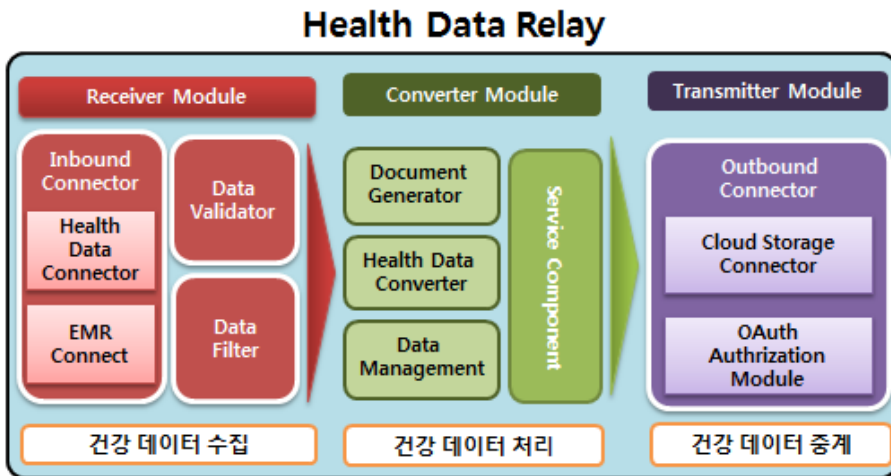 Health Data Relay
Receiver Module
Inbound
Connector
Health
Data
Connector
EMR
Connect
Data
Validator
Data
Filter
건강 데이터 수집
Converter Module
Document
Generator
Health Data
Converter
Data
Management
Service Component
건강 데이터 처리
Transmitter Module
Outbound
Connector
Cloud Storage
Connector
OAuth
Authrization
Module
건강 데이터 중계